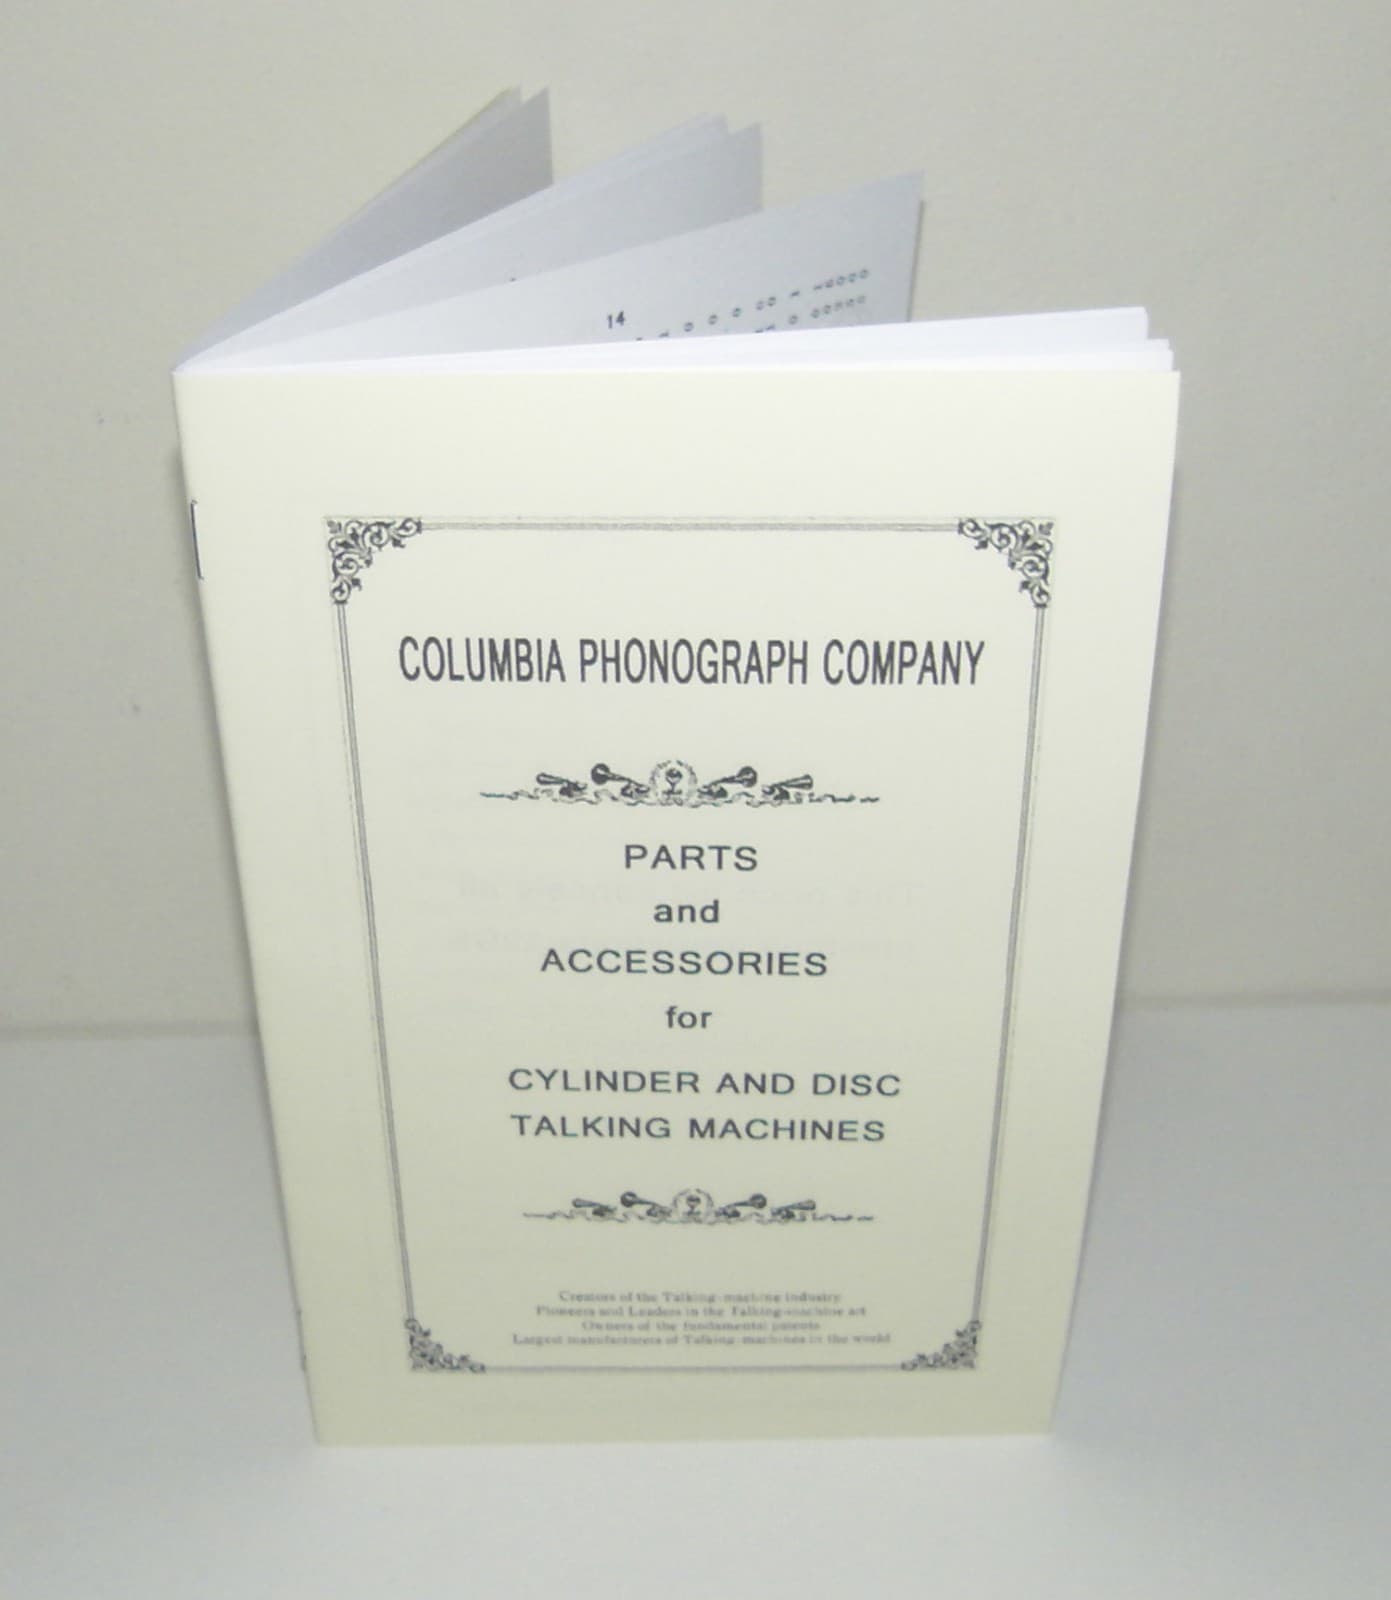 14
COLUMBIA PHONOGRAPH COMPANY
PARTS
and
ACCESSORIES
for
CYLINDER AND DISC
TALKING MACHINES
Creators of the Talking-machine industry
Pioneers and Leaders in the Talking-machine art
Owners of the fundamental patents
Largest manufacturers of Talking-machines in the world